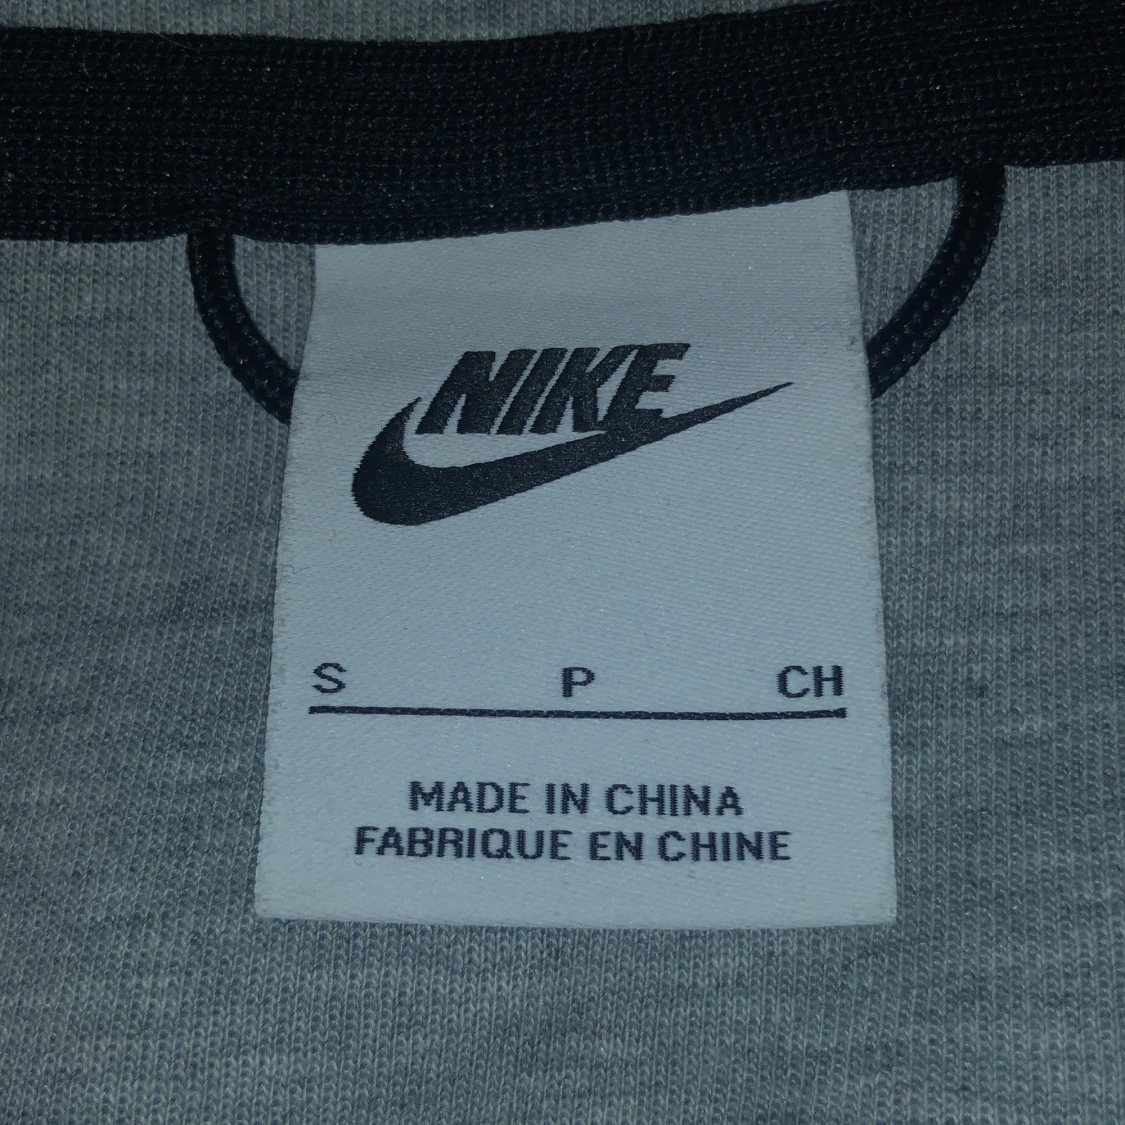 NIKE
S P CH
MADE IN CHINA
FABRIQUE EN CHINE